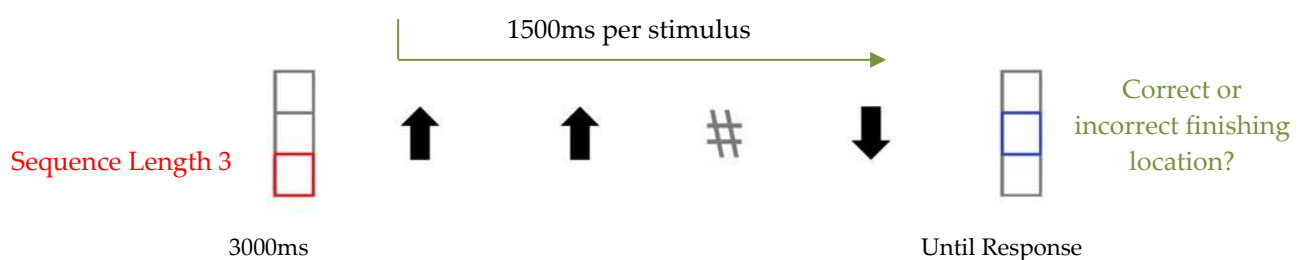 1500ms per stimulus
Sequence Length 3
#
Correct or
incorrect finishing
location?
3000ms
Until Response